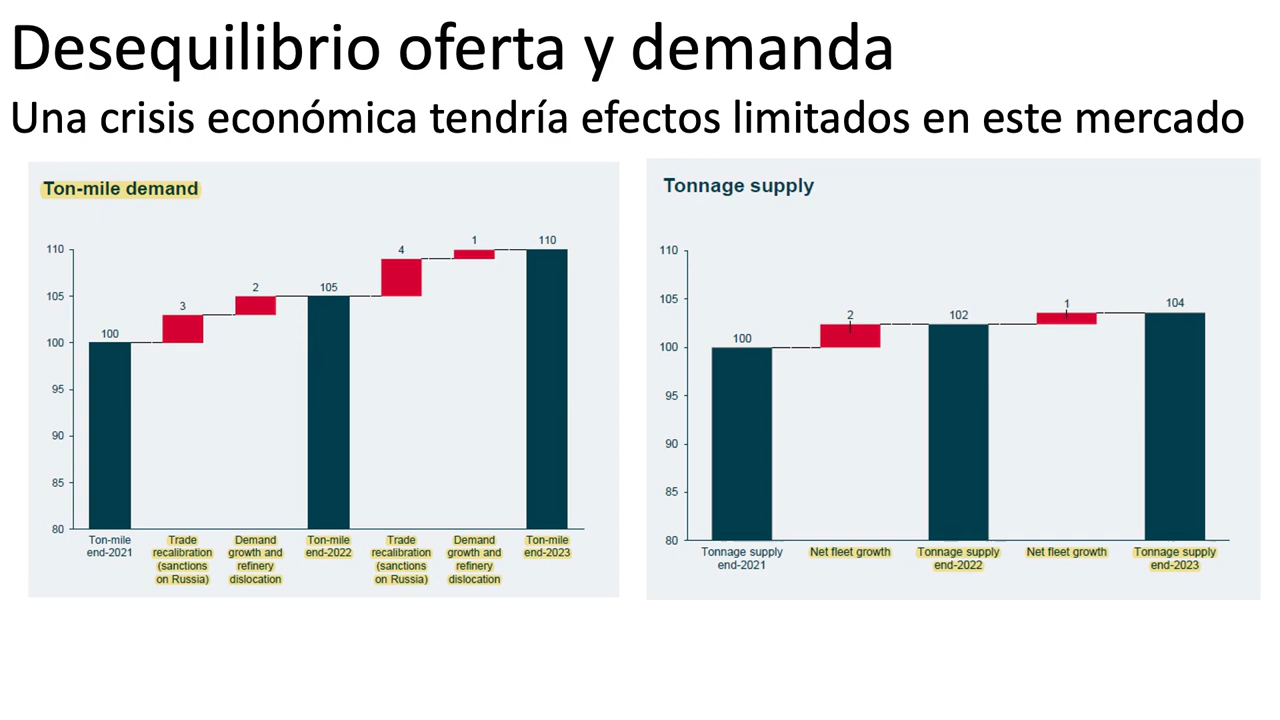 Desequilibrio oferta y demanda
Una crisis económica tendría efectos limitados en este mercado
Ton-mile demand
110
105
100
95
90
85
80
100
3
2
105
4
1
110
Ton-mile
end-2021
Trade
recalibration
(sanctions
on Russia)
Demand
growth and
refinery
dislocation
Ton-mile
end-2022
Trade
recalibration
(sanctions
on Russia)
Demand
growth and
refinery
dislocation
Ton-mile
end-2023
Tonnage supply
110
105
100
95
90
85
80
100
2
102
1
104
Tonnage supply
end-2021
Net fleet growth
Tonnage supply
end-2022
Net fleet growth
Tonnage supply
end-2023